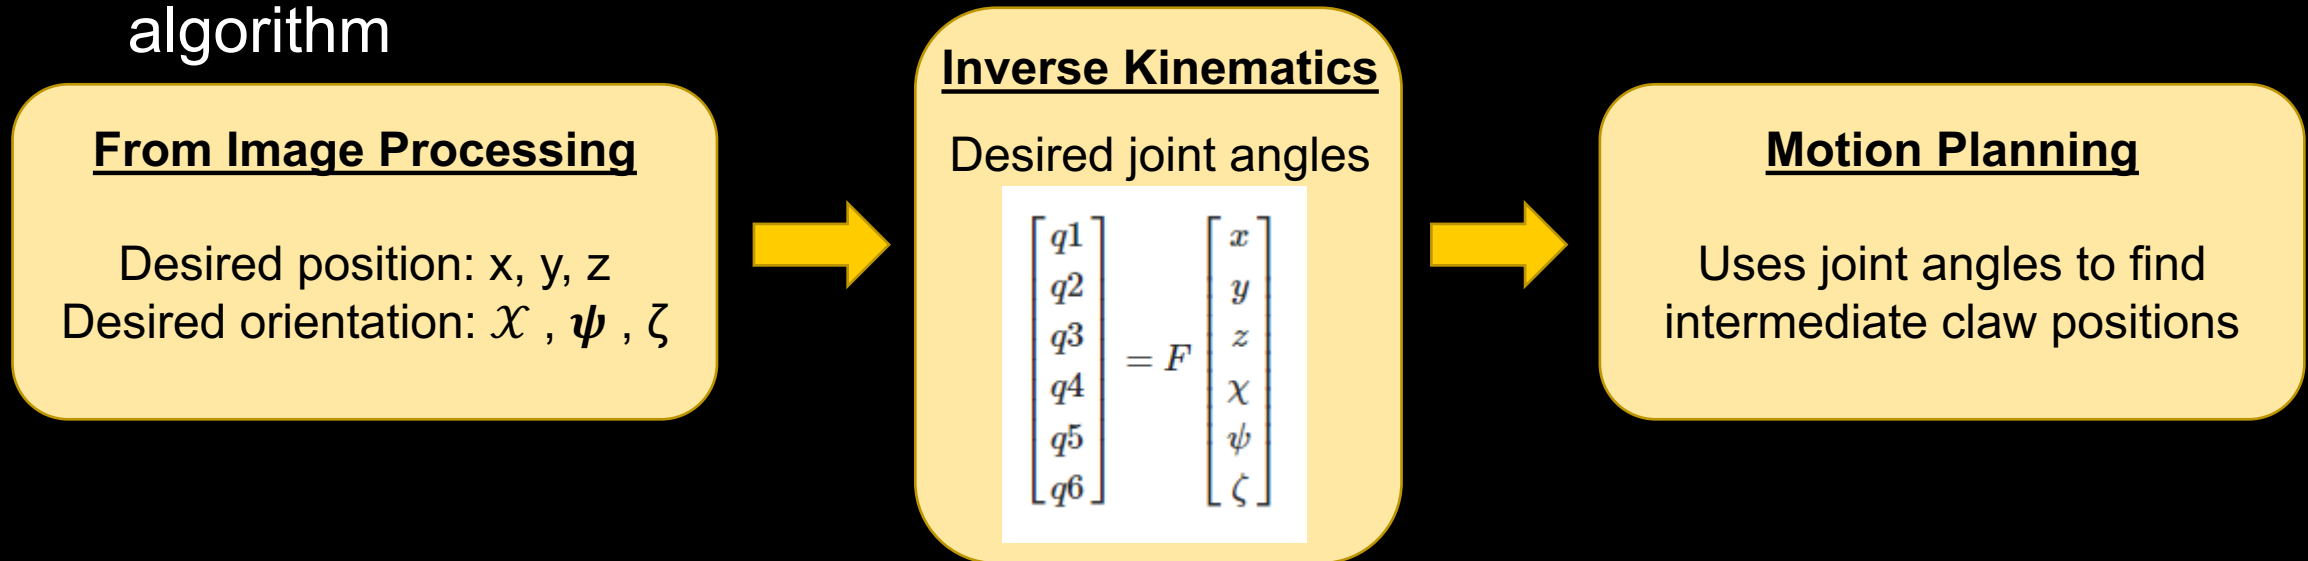 algorithm
From Image Processing
Desired position: x, y, z
Desired orientation: 𝒳 , 𝝍 , ζ
Inverse Kinematics
Desired joint angles
[q1 q2 q3 q4 q5 q6] = F [x y z χ ψ ζ]
Motion Planning
Uses joint angles to find
intermediate claw positions